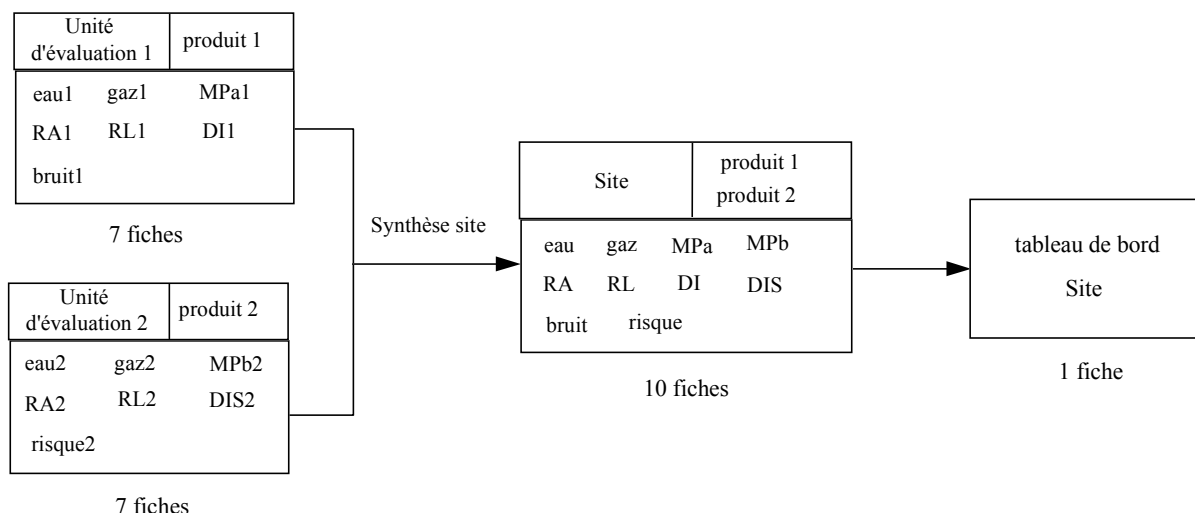 Unité
d'évaluation 1
produit 1
eau1 gaz1 MPa1
RA1 RL1 DI1
bruit1
7 fiches
Unité
d'évaluation 2
produit 2
eau2 gaz2 MPb2
RA2 RL2 DIS2
risque2
7 fiches
Synthèse site
Site
produit 1
produit 2
eau gaz MPa MPb
RA RL DI DIS
bruit risque
10 fiches
tableau de bord
Site
1 fiche